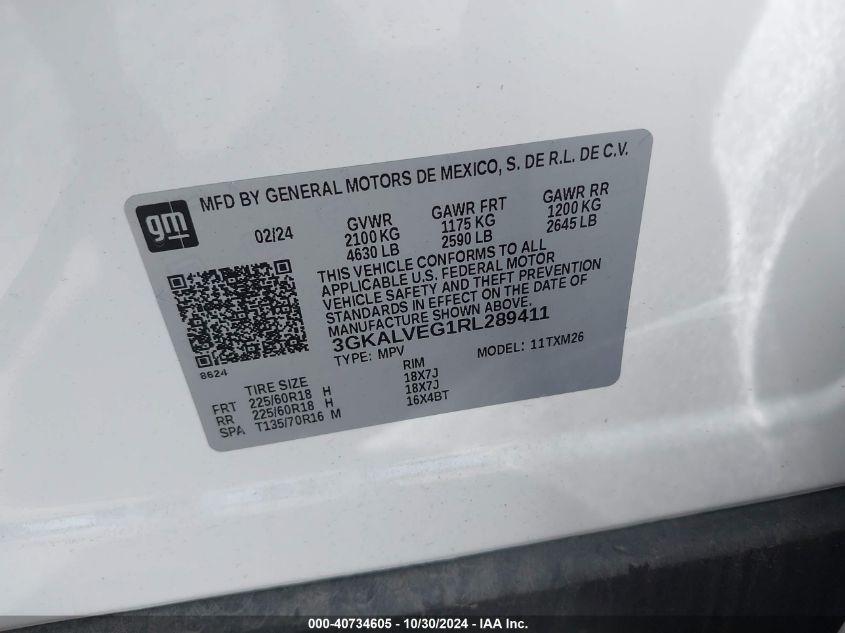 MFD BY GENERAL MOTORS DE MEXICO, S. DE R.L. DE C.V.
gm
02/24 GVWR GAWR FRT GAWR RR
2100 KG 1175 KG 1200 KG
4630 LB 2590 LB 2645 LB
THIS VEHICLE CONFORMS TO ALL
APPLICABLE U.S. FEDERAL MOTOR
VEHICLE SAFETY AND THEFT PREVENTION
STANDARDS IN EFFECT ON THE DATE OF
MANUFACTURE SHOWN ABOVE.
3GKALVEG1RL289411
8624 TYPE: MPV MODEL: 11TXM26
TIRE SIZE RIM
FRT 225/60R18 H 18X7J
RR 225/60R18 H 18X7J
SPA T135/70R16 M 16X4BT
000-40734605 - 10/30/2024 - IAA Inc.